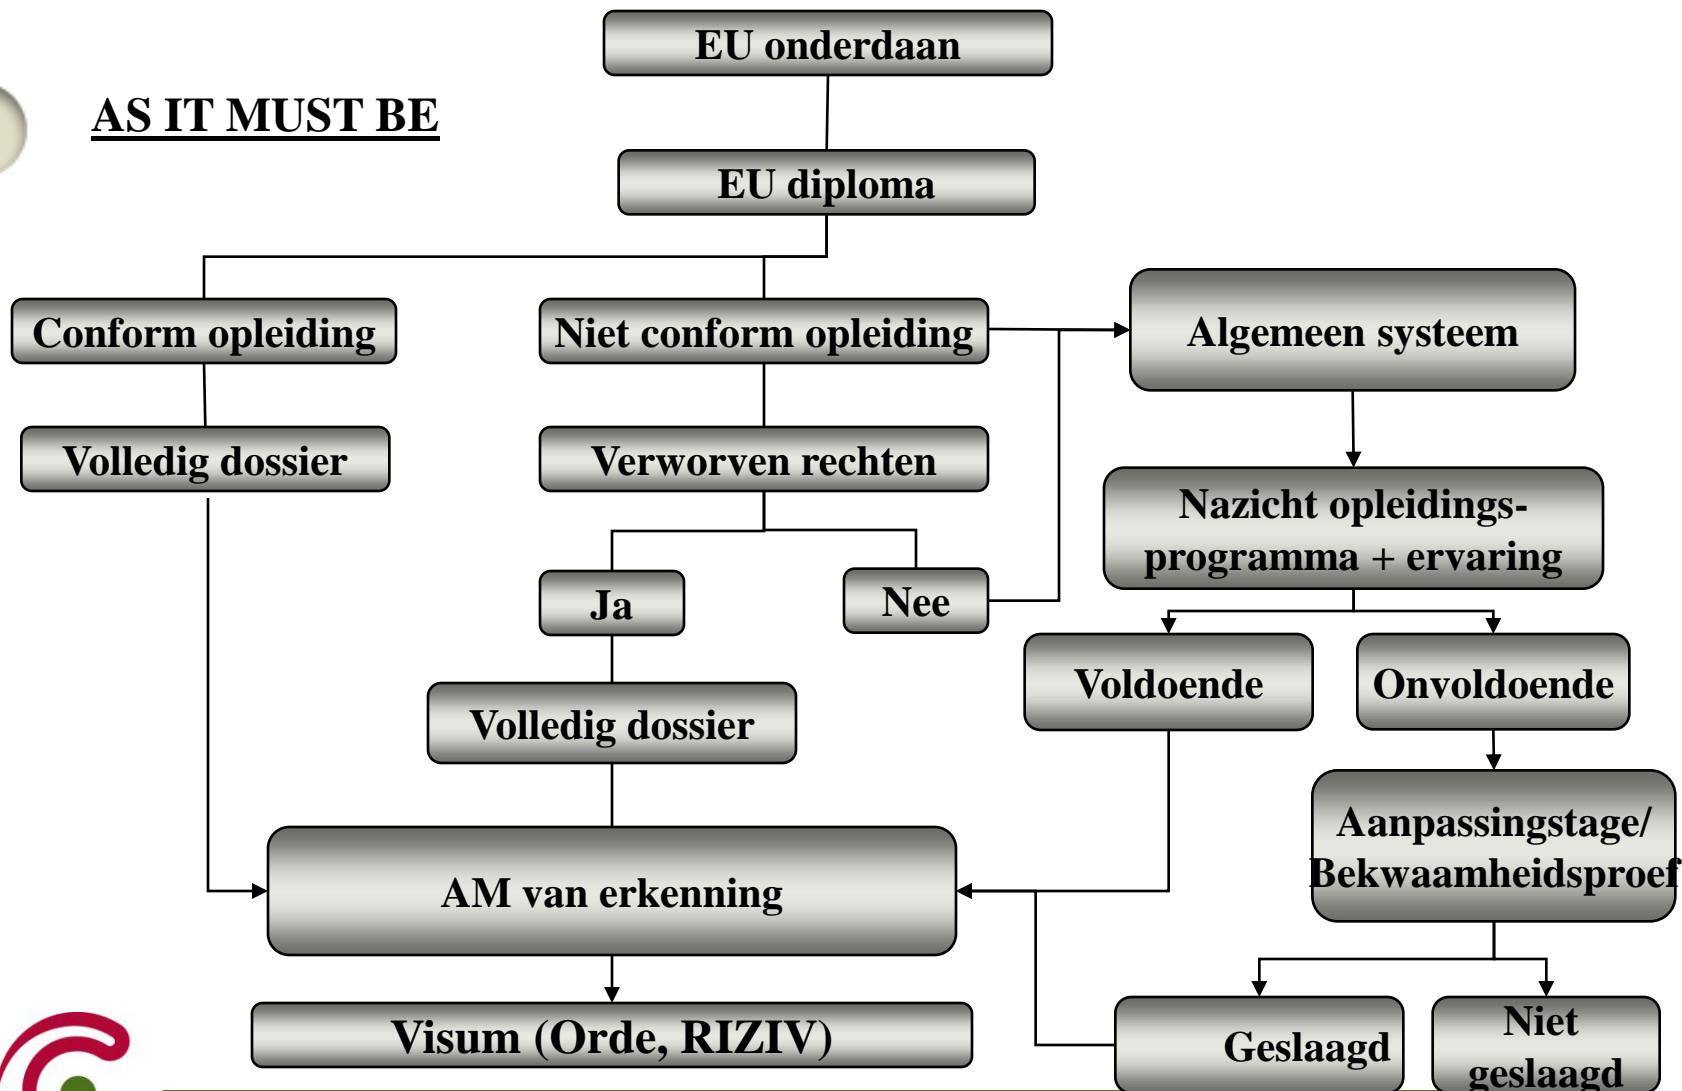 EU onderdaan
AS IT MUST BE
EU diploma
Conform opleiding
Niet conform opleiding
Algemeen systeem
Volledig dossier
Verworven rechten
Nazicht opleidings-
programma + ervaring
Ja
Nee
Voldoende
Onvoldoende
Volledig dossier
Aanpassingstage/
Bekwaamheidsproef
AM van erkenning
Visum (Orde, RIZIV)
Geslaagd
Niet
geslaagd